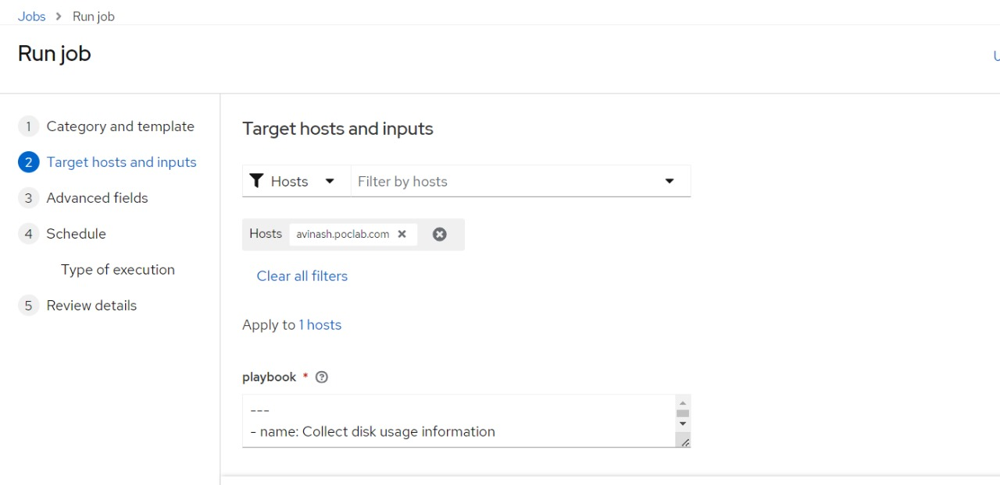 Jobs > Run job
Run job
U
1 Category and template
2 Target hosts and inputs
3 Advanced fields
4 Schedule
Type of execution
5 Review details
Target hosts and inputs
Hosts Filter by hosts
Hosts avinash.poclab.com
Clear all filters
Apply to 1 hosts
playbook *
---
- name: Collect disk usage information